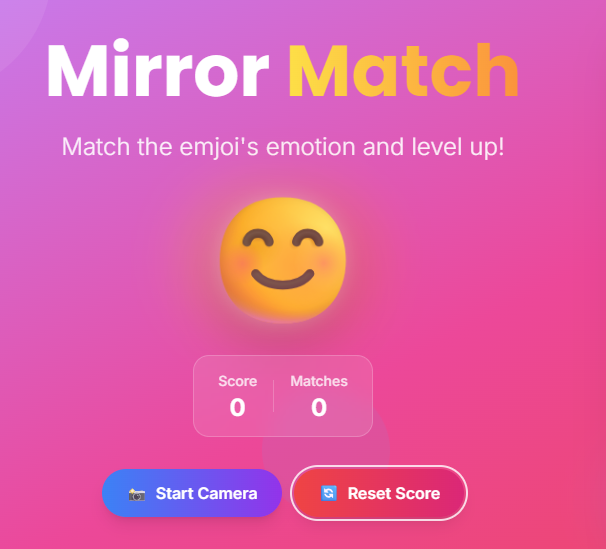 Mirror Match
Match the emjoi's emotion and level up!
Score
Matches
0
0
Start Camera
Reset Score